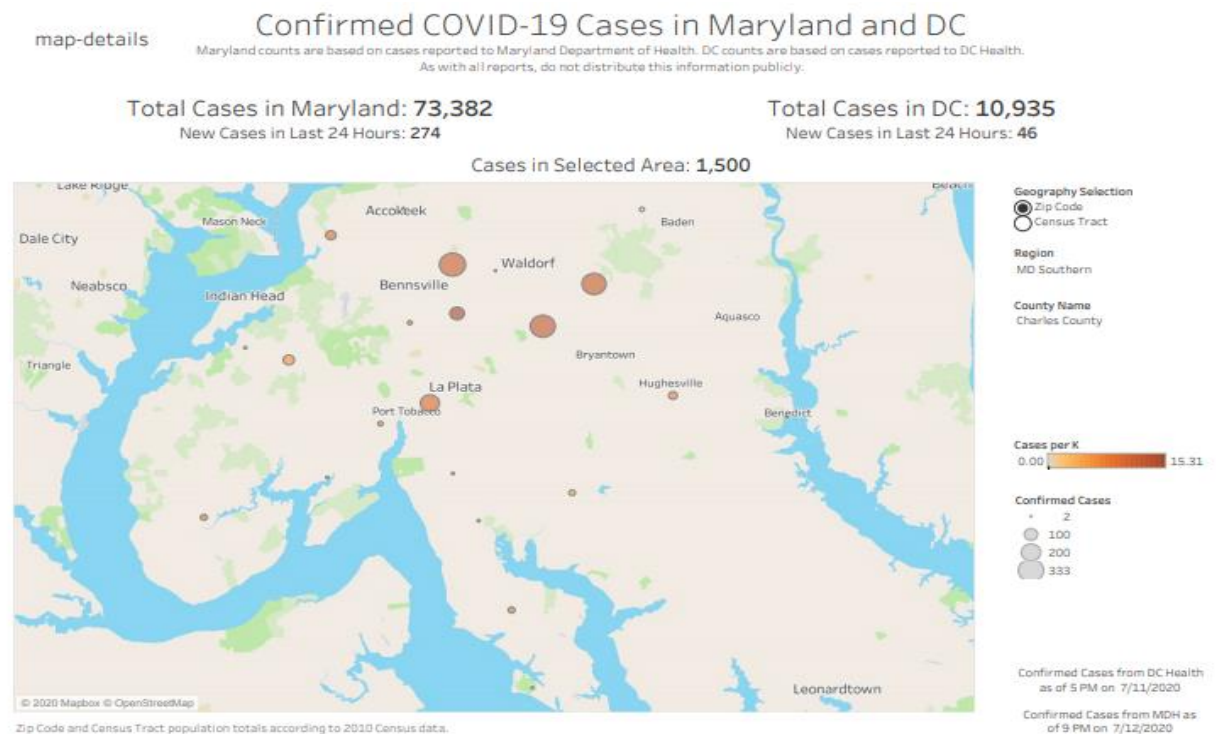 map-details
Confirmed COVID-19 Cases in Maryland and DC
Maryland counts are based on cases reported to Maryland Department of Health. DC counts are based on cases reported to DC Health.
As with all reports, do not distribute this information publicly.
Total Cases in Maryland: 73,382
New Cases in Last 24 Hours: 274
Total Cases in DC: 10,935
New Cases in Last 24 Hours: 46
Cases in Selected Area: 1,500
Lake Ridge
Beach
Accokeek
Mason Neck
Baden
Dale City
Waldorf
Neabsco
Bennsville
Indian Head
Aquasco
Bryantown
Triangle
La Plata
Hughesville
Port Tobacco
Benedict
Leonardtown
© 2020 Mapbox © OpenStreetMap
Geography Selection
Zip Code
Census Tract
Region
MD Southern
County Name
Charles County
Cases per K
0.00 15.31
Confirmed Cases
2
100
200
333
Confirmed Cases from DC Health
as of 5 PM on 7/11/2020
Confirmed Cases from MDH as
of 9 PM on 7/12/2020
Zip Code and Census Tract population totals according to 2010 Census data.